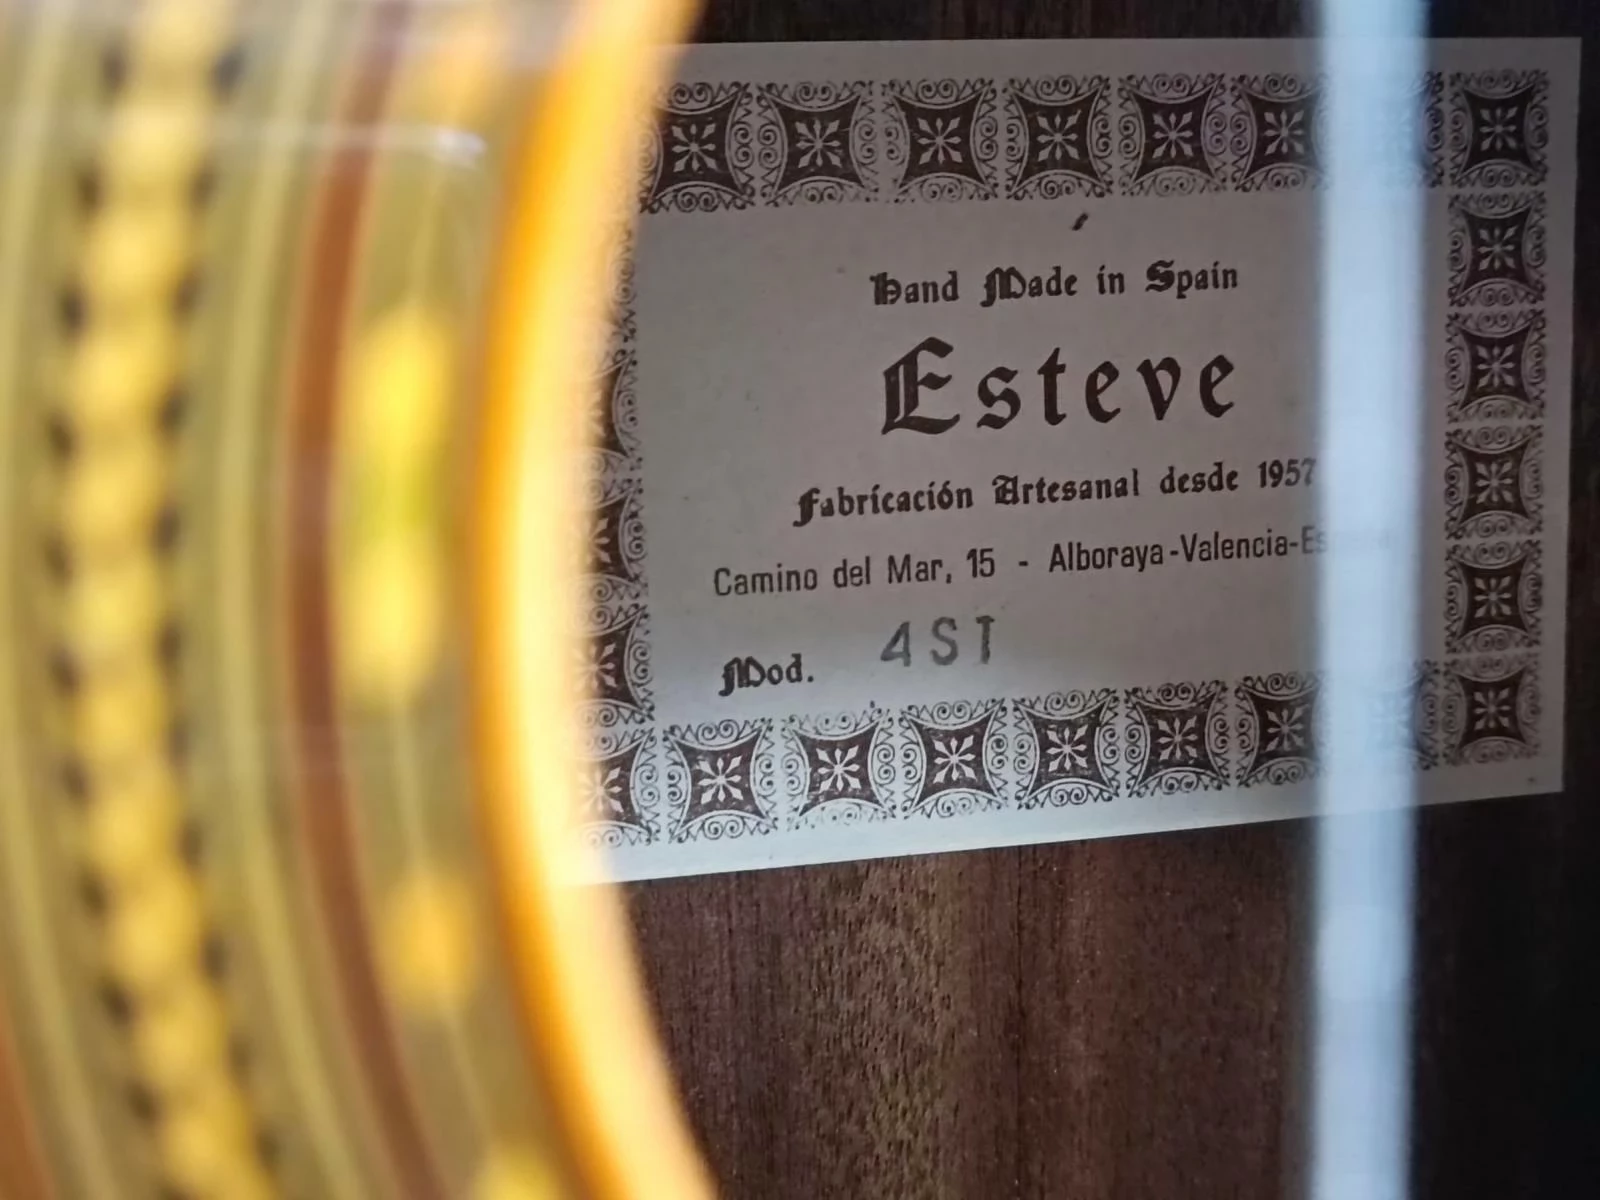 Hand Made in Spain
Esteve
Fabricación Artesanal desde 1957
Camino del Mar, 15 - Alboraya-Valencia-
Mod. 4ST